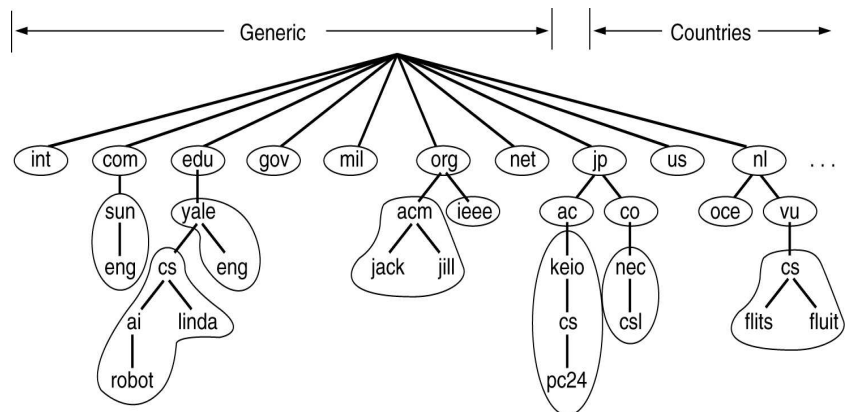 Generic Countries
int com edu gov mil org net jp us nl ...
sun yale acm ieee ac co oce vu
eng cs eng jack jill keio nec cs
ai linda cs csl flits fluit
robot pc24